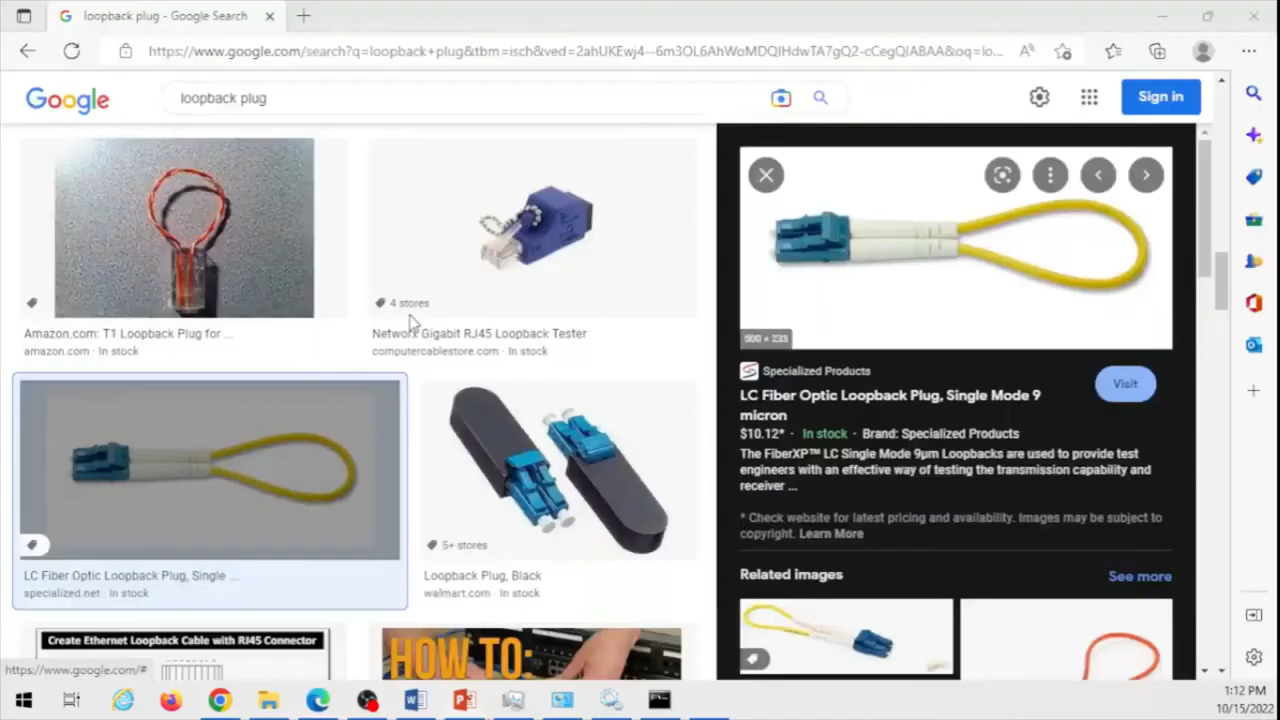 loopback plug - Google Search
https://www.google.com/search?q=loopback+plug&tbm=isch&ved=2ahUKEwj4--6m3OL6AhWoMDQIHdwTA7gQ2-cCegQIABAA&oq=lo...
Google
loopback plug
Sign in
4 stores
Amazon.com: T1 Loopback Plug for ...
amazon.com · In stock
Network Gigabit RJ45 Loopback Tester
computercablestore.com · In stock
5+ stores
LC Fiber Optic Loopback Plug, Single ...
specialized.net · In stock
Loopback Plug, Black
walmart.com · In stock
Create Ethernet Loopback Cable with RJ45 Connector
HOW TO:
https://www.google.com/#
500 × 233
Specialized Products
LC Fiber Optic Loopback Plug, Single Mode 9
micron
Visit
$10.12* · In stock · Brand: Specialized Products
The FiberXP™ LC Single Mode 9µm Loopbacks are used to provide test
engineers with an effective way of testing the transmission capability and
receiver ...
* Check website for latest pricing and availability. Images may be subject to
copyright. Learn More
Related images
See more
1:12 PM
10/15/2022